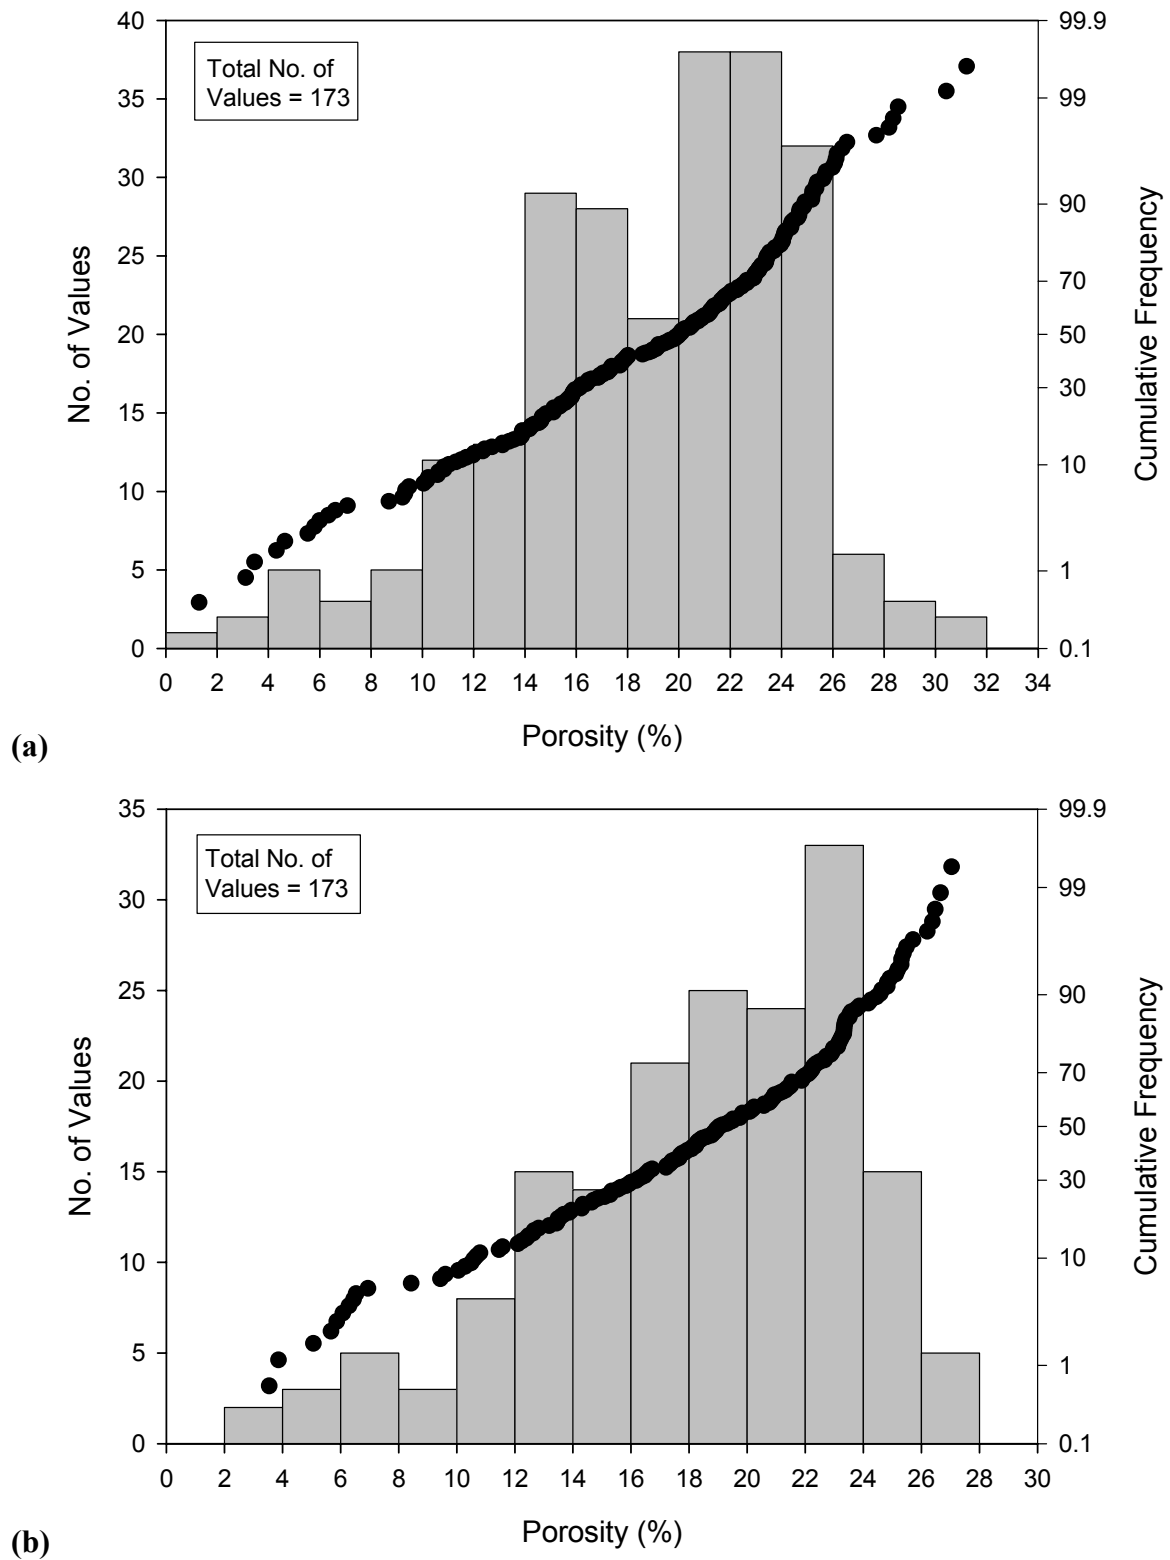 40
35
30
25
20
15
10
5
0
No. of Values
Total No. of
Values = 173
99.9
99
90
70
50
30
10
1
0.1
Cumulative Frequency
0 2 4 6 8 10 12 14 16 18 20 22 24 26 28 30 32 34
Porosity (%)
(a)
35
30
25
20
15
10
5
0
No. of Values
Total No. of
Values = 173
99.9
99
90
70
50
30
10
1
0.1
Cumulative Frequency
0 2 4 6 8 10 12 14 16 18 20 22 24 26 28 30
Porosity (%)
(b)